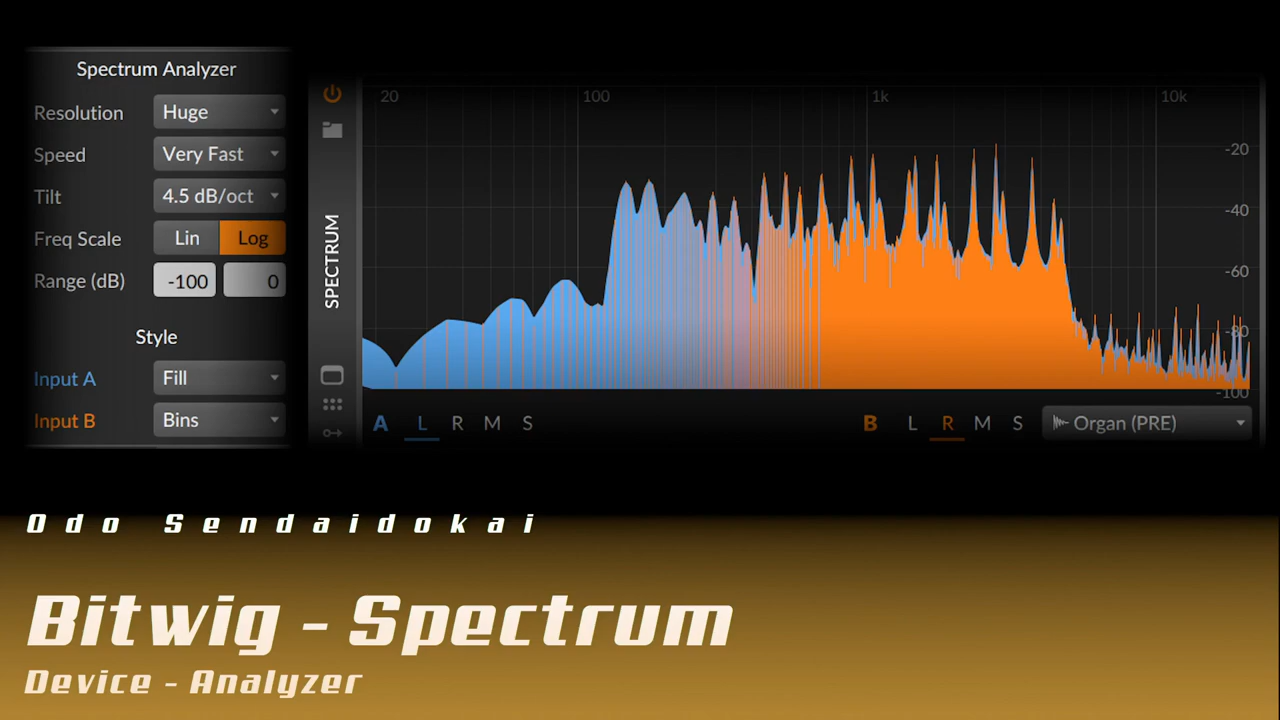 Spectrum Analyzer
Resolution Huge
Speed Very Fast
Tilt 4.5 dB/oct
Freq Scale Lin Log
Range (dB) -100 0
Style
Input A Fill
Input B Bins
SPECTRUM
20 100 1k 10k
-20
-40
-60
-80
-100
A L R M S B L R M S Organ (PRE)
Odo Sendaidokai
Bitwig - Spectrum
Device - Analyzer